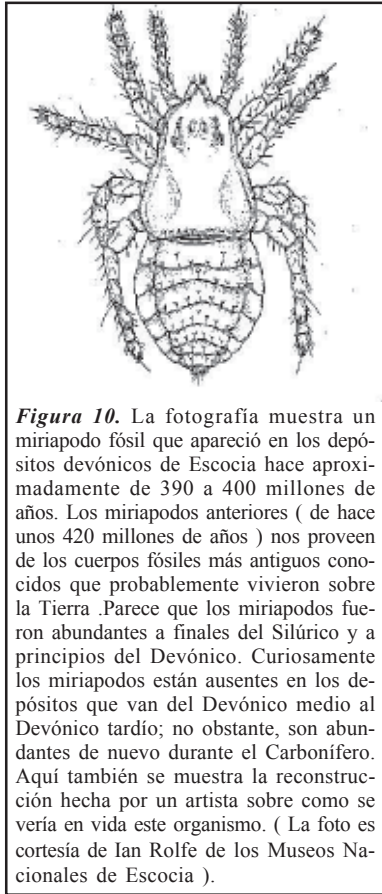 Figura 10. La fotografía muestra un
miriapodo fósil que apareció en los depó-
sitos devónicos de Escocia hace aproxi-
madamente de 390 a 400 millones de
años. Los miriapodos anteriores ( de hace
unos 420 millones de años ) nos proveen
de los cuerpos fósiles más antiguos cono-
cidos que probablemente vivieron sobre
la Tierra .Parece que los miriapodos fue-
ron abundantes a finales del Silúrico y a
principios del Devónico. Curiosamente
los miriapodos están ausentes en los de-
pósitos que van del Devónico medio al
Devónico tardío; no obstante, son abun-
dantes de nuevo durante el Carbonífero.
Aquí también se muestra la reconstruc-
ción hecha por un artista sobre como se
vería en vida este organismo. ( La foto es
cortesía de Ian Rolfe de los Museos Na-
cionales de Escocia ).